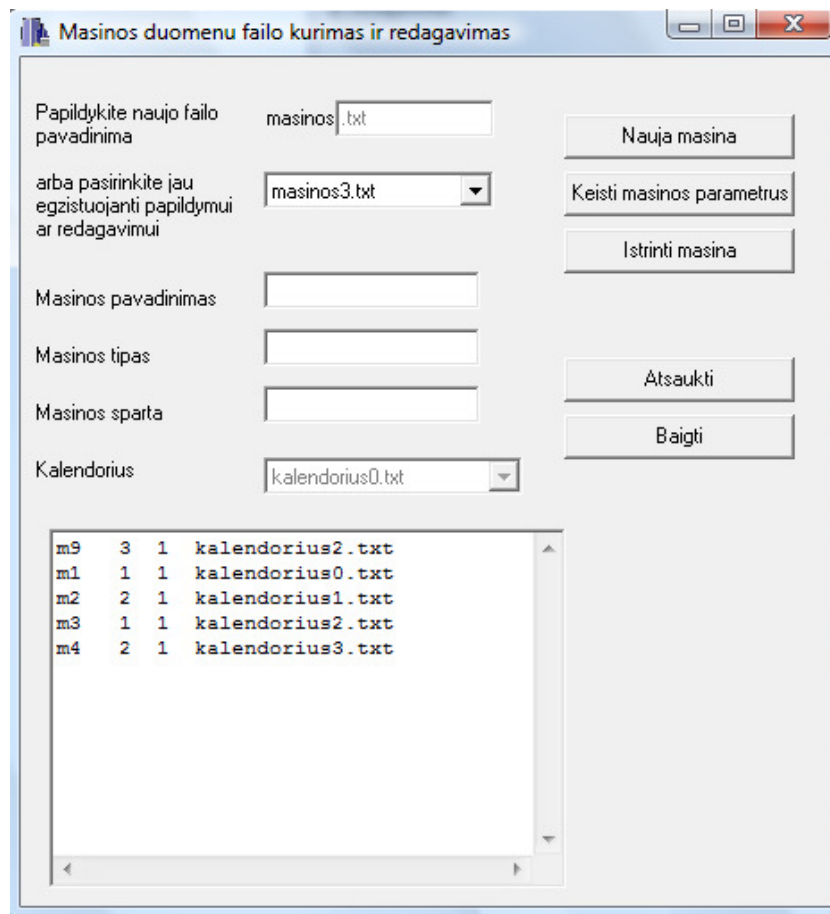 Masinos duomenu failo kurimas ir redagavimas
Papildykite naujo failo
pavadinima
masinos .txt
Nauja masina
arba pasirinkite jau
egzistuojanti papildymui
ar redagavimui
masinos3.txt
Keisti masinos parametrus
Istrinti masina
Masinos pavadinimas
Masinos tipas
Atsaukti
Masinos sparta
Baigti
Kalendorius
kalendorius0.txt
m9 3 1 kalendorius2.txt
m1 1 1 kalendorius0.txt
m2 2 1 kalendorius1.txt
m3 1 1 kalendorius2.txt
m4 2 1 kalendorius3.txt